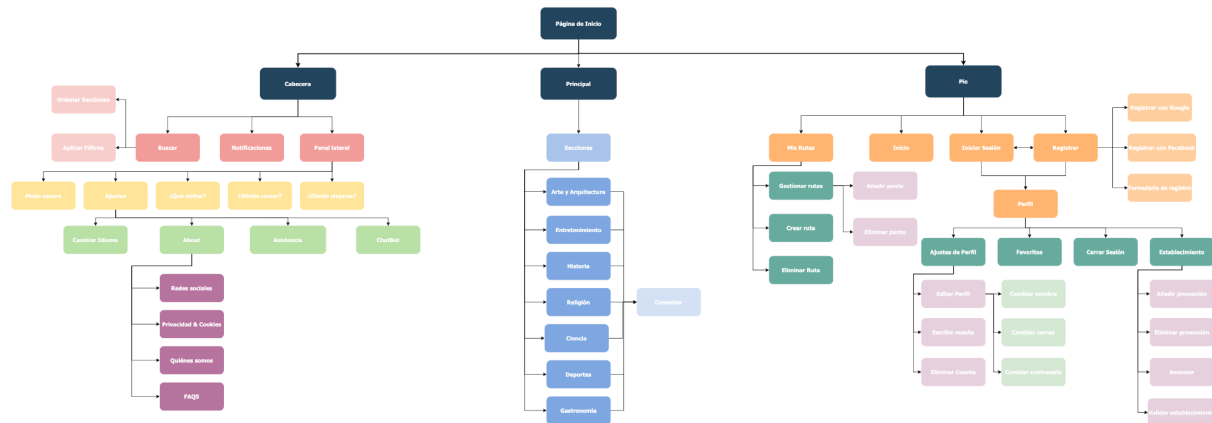 Página de Inicio
Cabecera
Principal
Pie
Ordenar Secciones
Aplicar Filtros
Buscar
Notificaciones
Panel lateral
Modo oscuro
Ajustes
¿Qué visitar?
¿Dónde comer?
¿Dónde alojarse?
Cambiar Idioma
About
Asistencia
ChatBot
Redes sociales
Privacidad & Cookies
Quiénes somos
FAQS
Secciones
Arte y Arquitectura
Entretenimiento
Historia
Religión
Ciencia
Deportes
Gastronomía
Comentar
Mis Rutas
Inicio
Iniciar Sesión
Registrar
Registrar con Google
Registrar con Facebook
Formulario de registro
Gestionar rutas
Añadir punto
Eliminar punto
Crear ruta
Eliminar Ruta
Perfil
Ajustes de Perfil
Favoritos
Cerrar Sesión
Establecimiento
Editar Perfil
Escribir reseña
Eliminar Cuenta
Cambiar nombre
Cambiar correo
Cambiar contraseña
Añadir promoción
Eliminar promoción
Anunciar
Validar establecimiento